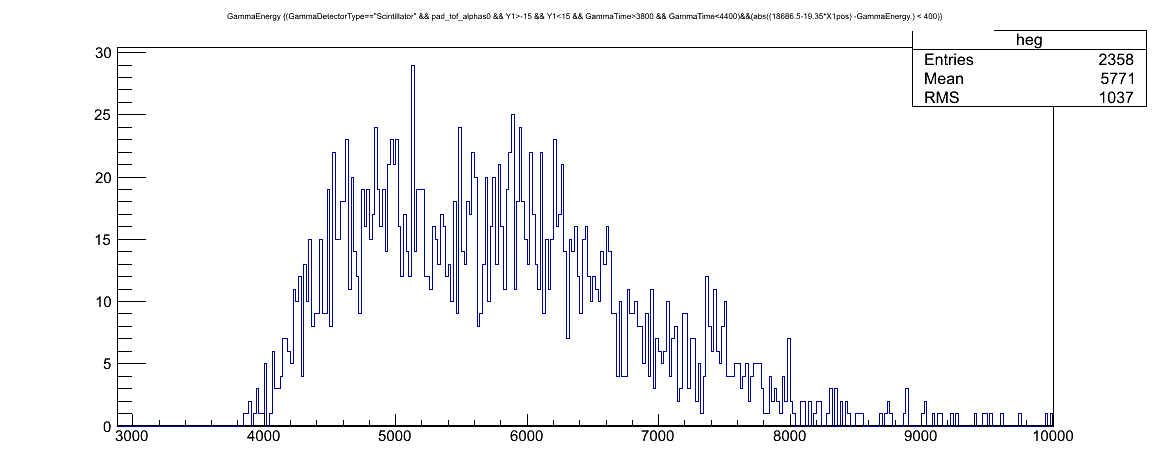 GammaEnergy {(GammaDetectorType=="Scintillator" && pad_tof_alphas0 && Y1>-15 && Y1<15 && GammaTime>3800 && GammaTime<4400)&&(abs((18686.5-19.35*X1pos) -GammaEnergy.) < 400)}
heg
Entries 2358
Mean 5771
RMS 1037
30
25
20
15
10
5
0
3000 4000 5000 6000 7000 8000 9000 10000